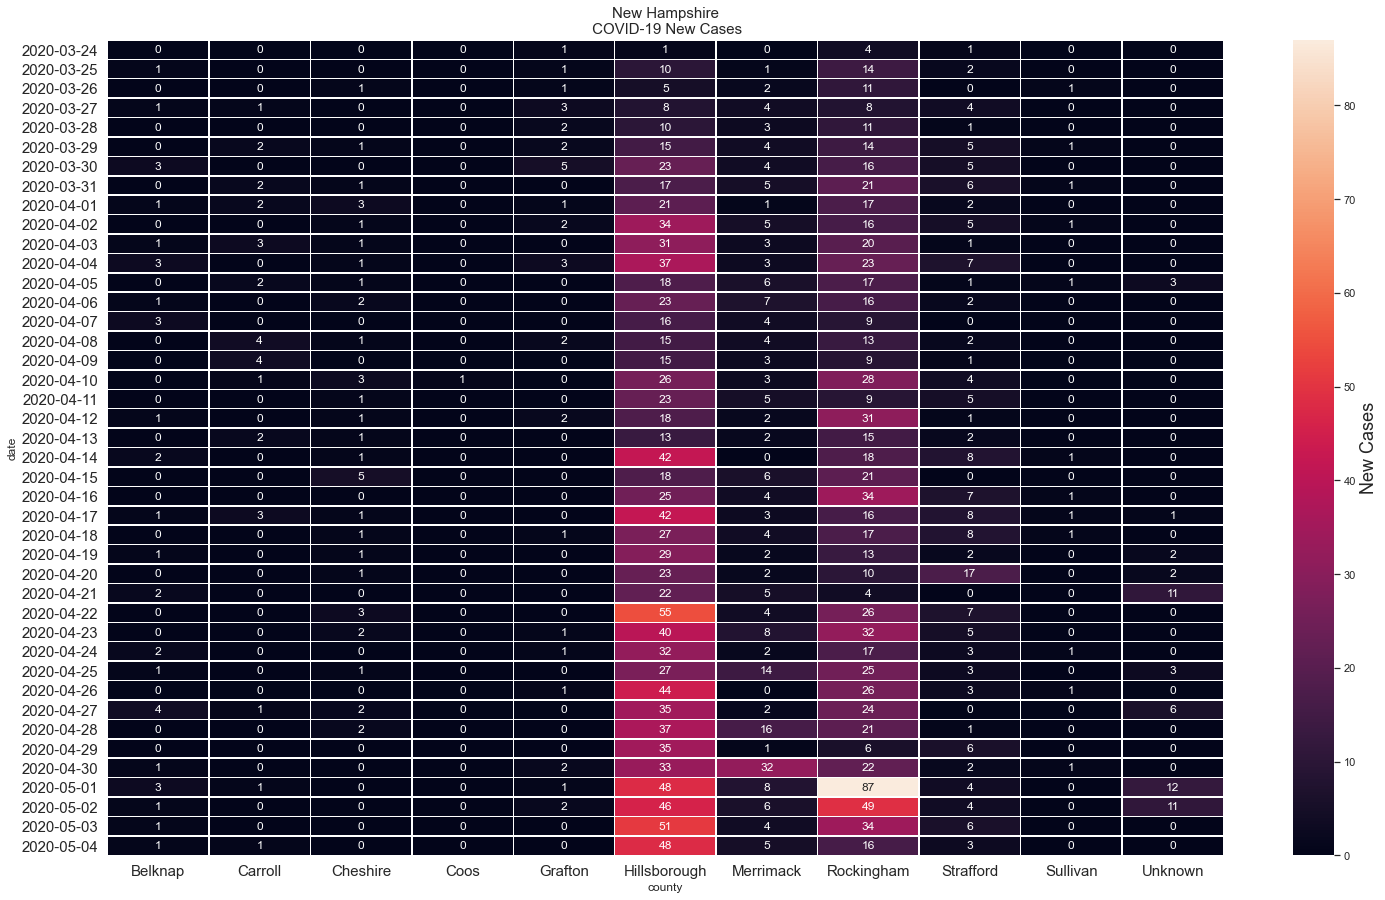 New Hampshire
COVID-19 New Cases
2020-03-24 0 0 0 0 1 1 0 4 1 0 0
2020-03-25 1 0 0 0 1 10 1 14 2 0 0
2020-03-26 0 0 1 0 1 5 2 11 0 1 0
2020-03-27 1 1 0 0 3 8 4 8 4 0 0
2020-03-28 0 0 0 0 2 10 3 11 1 0 0
2020-03-29 0 2 1 0 2 15 4 14 5 1 0
2020-03-30 3 0 0 0 5 23 4 16 5 0 0
2020-03-31 0 2 1 0 0 17 5 21 6 1 0
2020-04-01 1 2 3 0 1 21 1 17 2 0 0
2020-04-02 0 0 1 0 2 34 5 16 5 1 0
2020-04-03 1 3 1 0 0 31 3 20 1 0 0
2020-04-04 3 0 1 0 3 37 3 23 7 0 0
2020-04-05 0 2 1 0 0 18 6 17 1 1 3
2020-04-06 1 0 2 0 0 23 7 16 2 0 0
2020-04-07 3 0 0 0 0 16 4 9 0 0 0
2020-04-08 0 4 1 0 2 15 4 13 2 0 0
2020-04-09 0 4 0 0 0 15 3 9 1 0 0
2020-04-10 0 1 3 1 0 26 3 28 4 0 0
2020-04-11 0 0 1 0 0 23 5 9 5 0 0
2020-04-12 1 0 1 0 2 18 2 31 1 0 0
2020-04-13 0 2 1 0 0 13 2 15 2 0 0
2020-04-14 2 0 1 0 0 42 0 18 8 1 0
2020-04-15 0 0 5 0 0 18 6 21 0 0 0
2020-04-16 0 0 0 0 0 25 4 34 7 1 0
2020-04-17 1 3 1 0 0 42 3 16 8 1 1
2020-04-18 0 0 1 0 1 27 4 17 8 1 0
2020-04-19 1 0 1 0 0 29 2 13 2 0 2
2020-04-20 0 0 1 0 0 23 2 10 17 0 2
2020-04-21 2 0 0 0 0 22 5 4 0 0 11
2020-04-22 0 0 3 0 0 55 4 26 7 0 0
2020-04-23 0 0 2 0 1 40 8 32 5 0 0
2020-04-24 2 0 0 0 1 32 2 17 3 1 0
2020-04-25 1 0 1 0 0 27 14 25 3 0 3
2020-04-26 0 0 0 0 1 44 0 26 3 1 0
2020-04-27 4 1 2 0 0 35 2 24 0 0 6
2020-04-28 0 0 2 0 0 37 16 21 1 0 0
2020-04-29 0 0 0 0 0 35 1 6 6 0 0
2020-04-30 1 0 0 0 2 33 32 22 2 1 0
2020-05-01 3 1 0 0 1 48 8 87 4 0 12
2020-05-02 1 0 0 0 2 46 6 49 4 0 11
2020-05-03 1 0 0 0 0 51 4 34 6 0 0
2020-05-04 1 1 0 0 0 48 5 16 3 0 0
date
Belknap Carroll Cheshire Coos Grafton Hillsborough Merrimack Rockingham Strafford Sullivan Unknown
county
80
70
60
50
40
30
20
10
0
New Cases